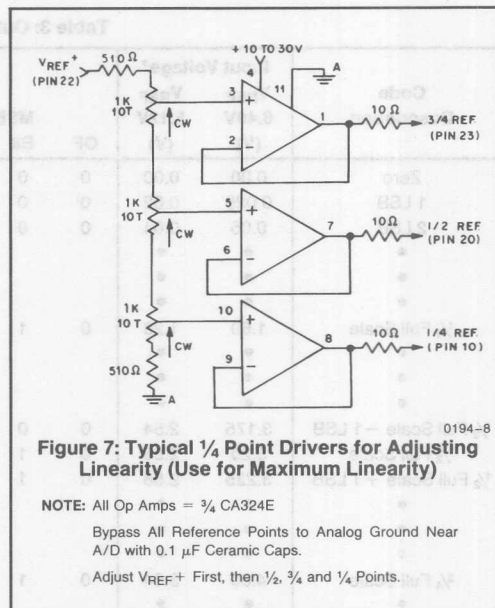 + 10 TO 30V
VREF+
(PIN 22)
510Ω
4
11
A
1K
10T
CW
3
+
2
−
1
10Ω
3/4 REF
(PIN 23)
1K
10T
CW
5
+
6
−
7
10Ω
1/2 REF
(PIN 20)
1K
10T
CW
10
+
9
−
8
10Ω
1/4 REF
(PIN 10)
510Ω
A
0194–8
Figure 7: Typical ¼ Point Drivers for Adjusting
Linearity (Use for Maximum Linearity)
NOTE: All Op Amps = ¾ CA324E
Bypass All Reference Points to Analog Ground Near
A/D with 0.1 μF Ceramic Caps.
Adjust VREF+ First, then ½, ¾ and ¼ Points.